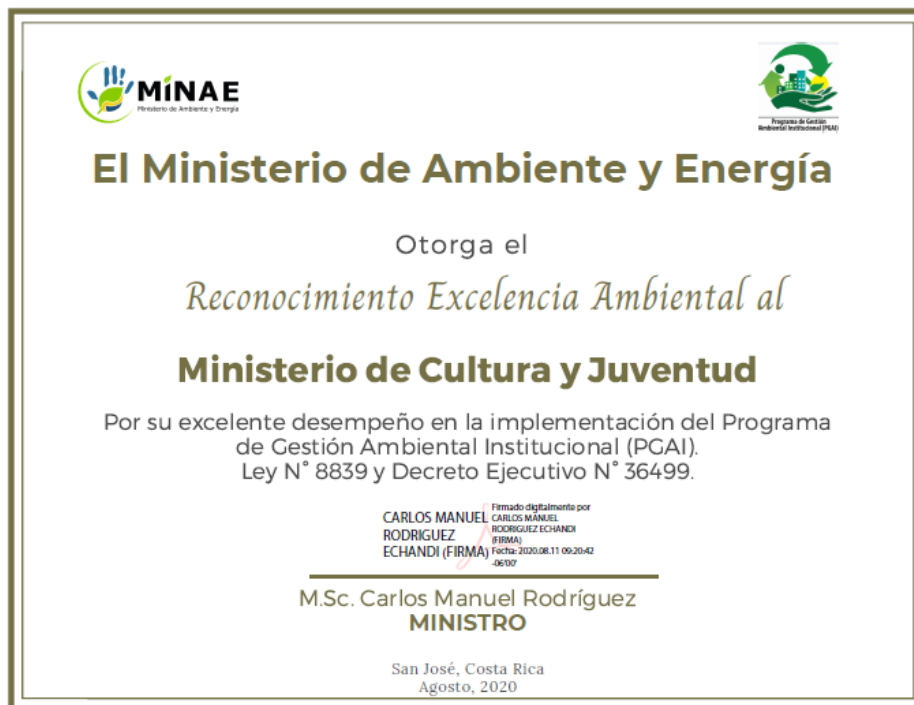 MINAE
Ministerio de Ambiente y Energía
Programa de Gestión
Ambiental Institucional (PGAI)
El Ministerio de Ambiente y Energía
Otorga el
Reconocimiento Excelencia Ambiental al
Ministerio de Cultura y Juventud
Por su excelente desempeño en la implementación del Programa
de Gestión Ambiental Institucional (PGAI).
Ley N° 8839 y Decreto Ejecutivo N° 36499.
CARLOS MANUEL
RODRIGUEZ
ECHANDI (FIRMA)
Firmado digitalmente por
CARLOS MANUEL
RODRIGUEZ ECHANDI
(FIRMA)
Fecha: 2020.08.11 09:20:42
-06'00'
M.Sc. Carlos Manuel Rodríguez
MINISTRO
San José, Costa Rica
Agosto, 2020